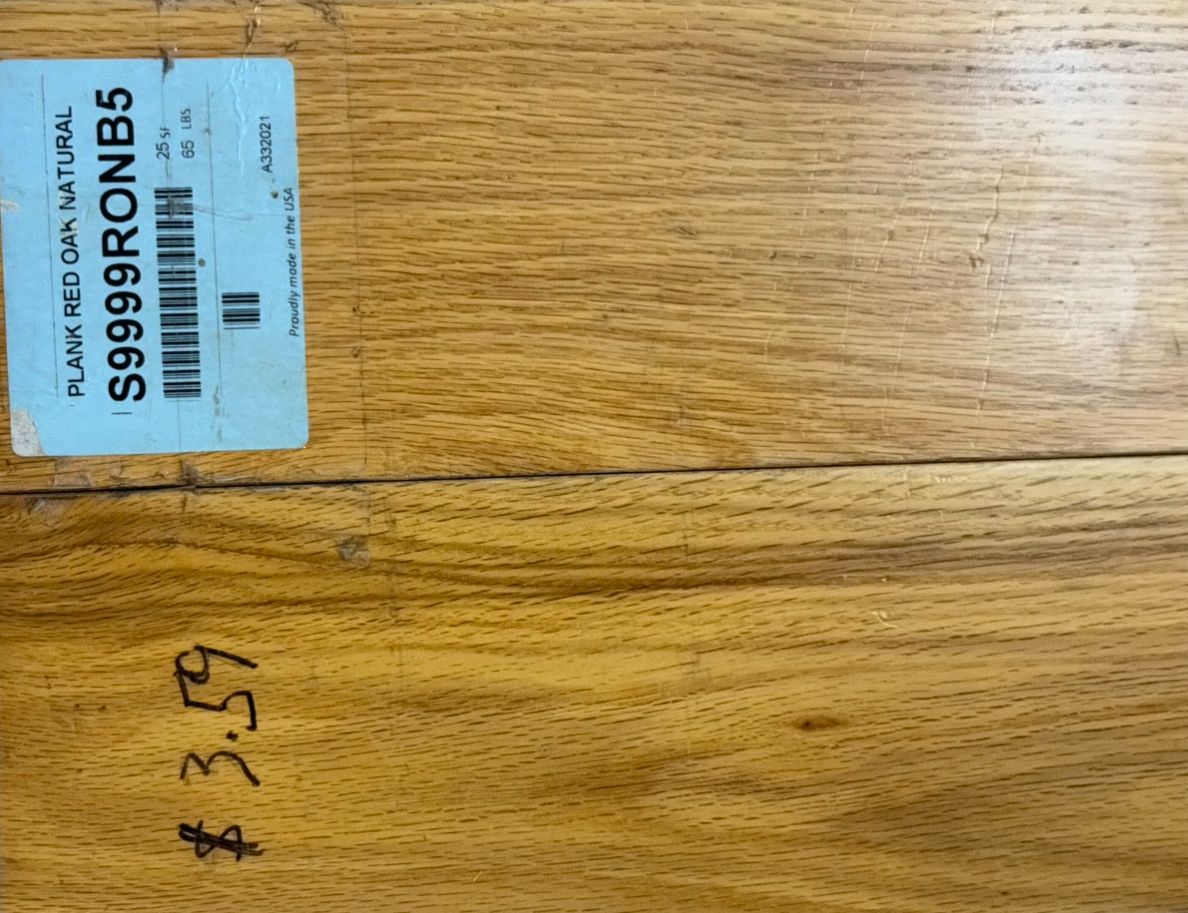 PLANK RED OAK NATURAL
S9999RONB5
25 SF
65 LBS
A332021
Proudly made in the USA
$ 3.59